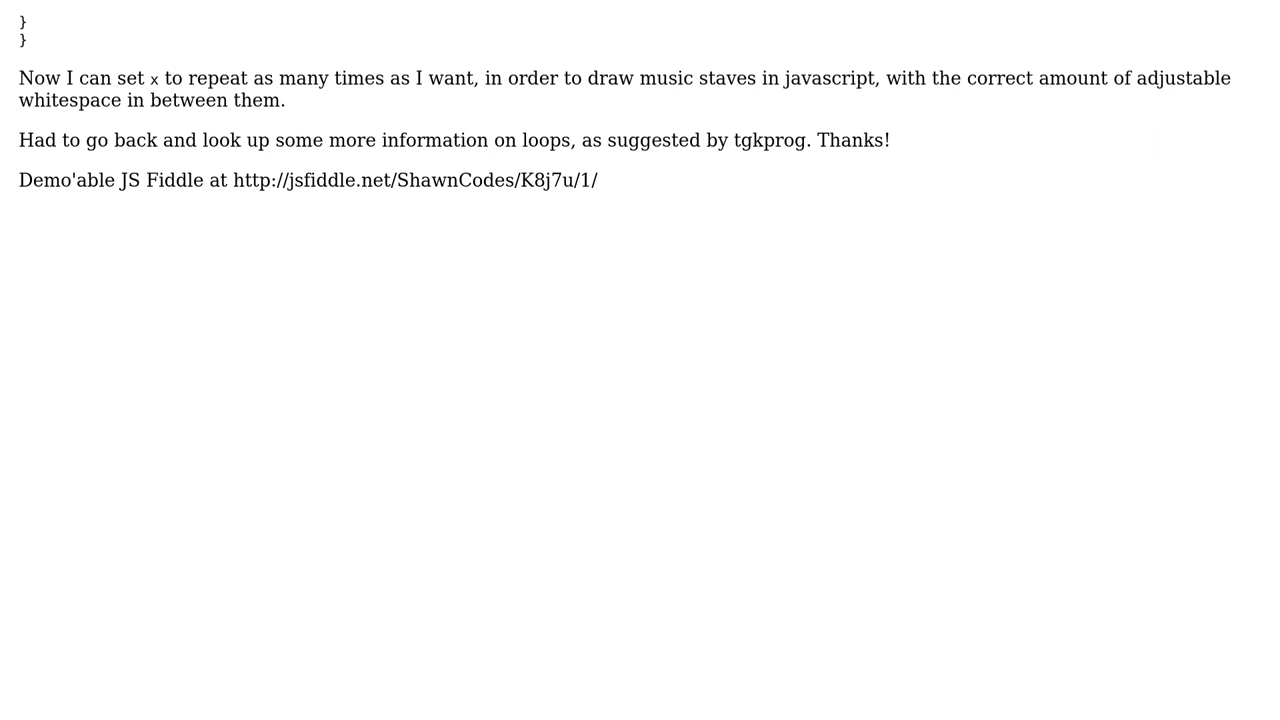 }
}
Now I can set x to repeat as many times as I want, in order to draw music staves in javascript, with the correct amount of adjustable
whitespace in between them.
Had to go back and look up some more information on loops, as suggested by tgkprog. Thanks!
Demo'able JS Fiddle at http://jsfiddle.net/ShawnCodes/K8j7u/1/